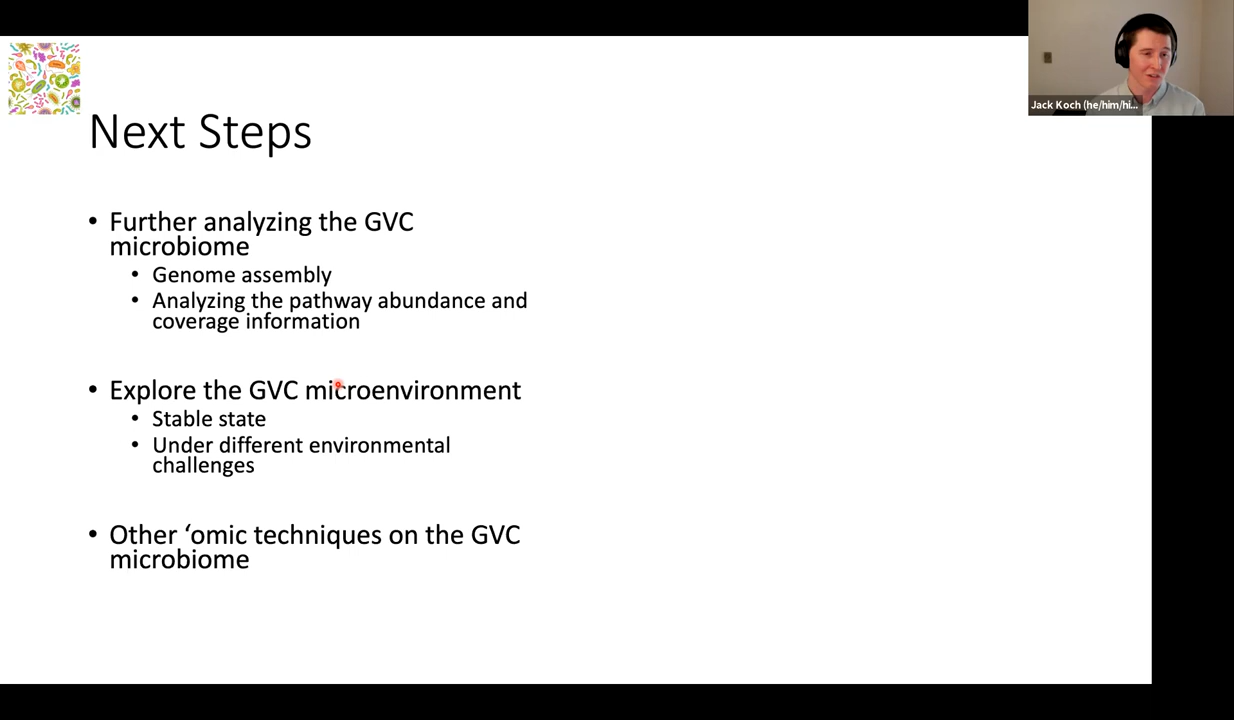 Jack Koch (he/him/hi...
Next Steps
• Further analyzing the GVC
microbiome
• Genome assembly
• Analyzing the pathway abundance and
coverage information
• Explore the GVC microenvironment
• Stable state
• Under different environmental
challenges
• Other ‘omic techniques on the GVC
microbiome